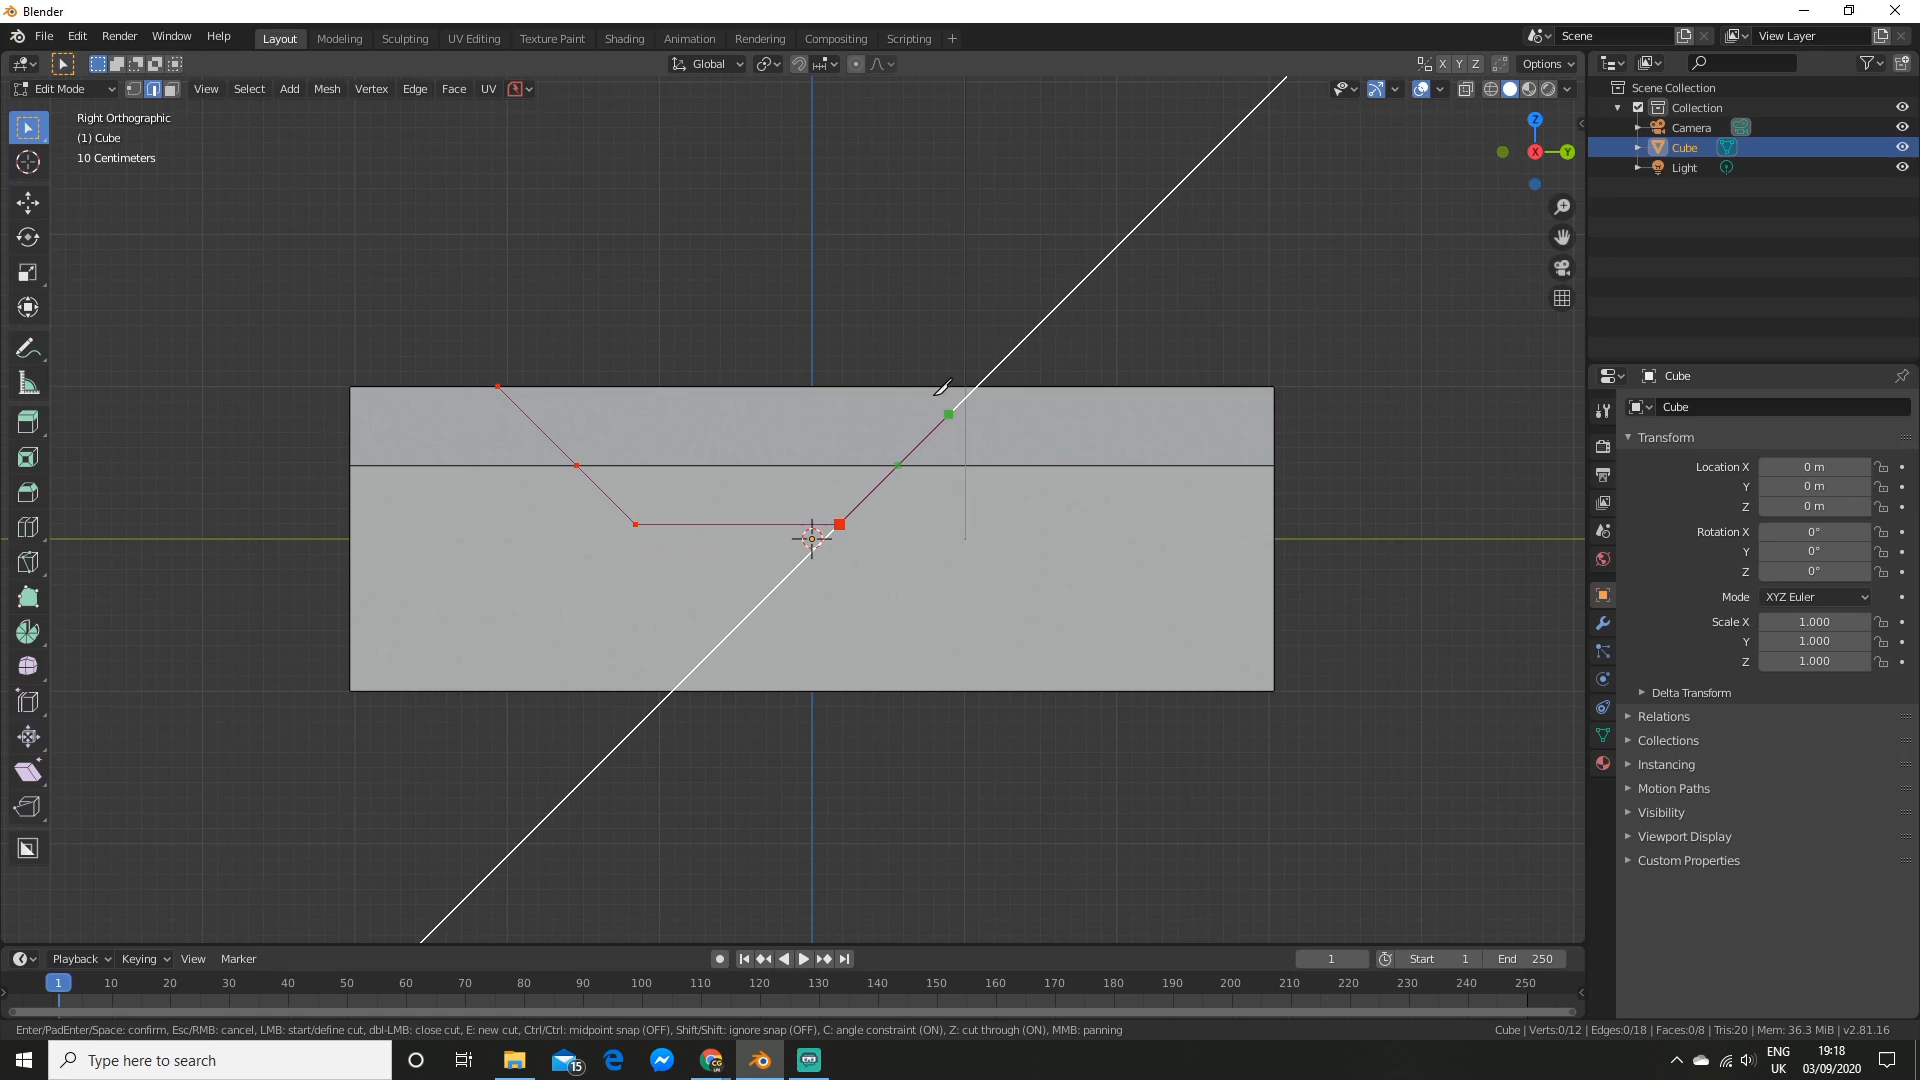 Blender
File Edit Render Window Help
Layout Modeling Sculpting UV Editing Texture Paint Shading Animation Rendering Compositing Scripting +
Scene
View Layer
Global
X Y Z
Options
Edit Mode
View Select Add Mesh Vertex Edge Face UV
Right Orthographic
(1) Cube
10 Centimeters
Z
X
Y
Scene Collection
Collection
Camera
Cube
Light
Cube
Cube
Transform
Location X 0 m
Y 0 m
Z 0 m
Rotation X 0°
Y 0°
Z 0°
Mode XYZ Euler
Scale X 1.000
Y 1.000
Z 1.000
Delta Transform
Relations
Collections
Instancing
Motion Paths
Visibility
Viewport Display
Custom Properties
Playback Keying View Marker
1
Start 1
End 250
1 10 20 30 40 50 60 70 80 90 100 110 120 130 140 150 160 170 180 190 200 210 220 230 240 250
Enter/PadEnter/Space: confirm, Esc/RMB: cancel, LMB: start/define cut, dbl-LMB: close cut, E: new cut, Ctrl/Ctrl: midpoint snap (OFF), Shift/Shift: ignore snap (OFF), C: angle constraint (ON), Z: cut through (ON), MMB: panning
Cube | Verts:0/12 | Edges:0/18 | Faces:0/8 | Tris:20 | Mem: 36.3 MiB | v2.81.16
Type here to search
15
ENG
UK
19:18
03/09/2020